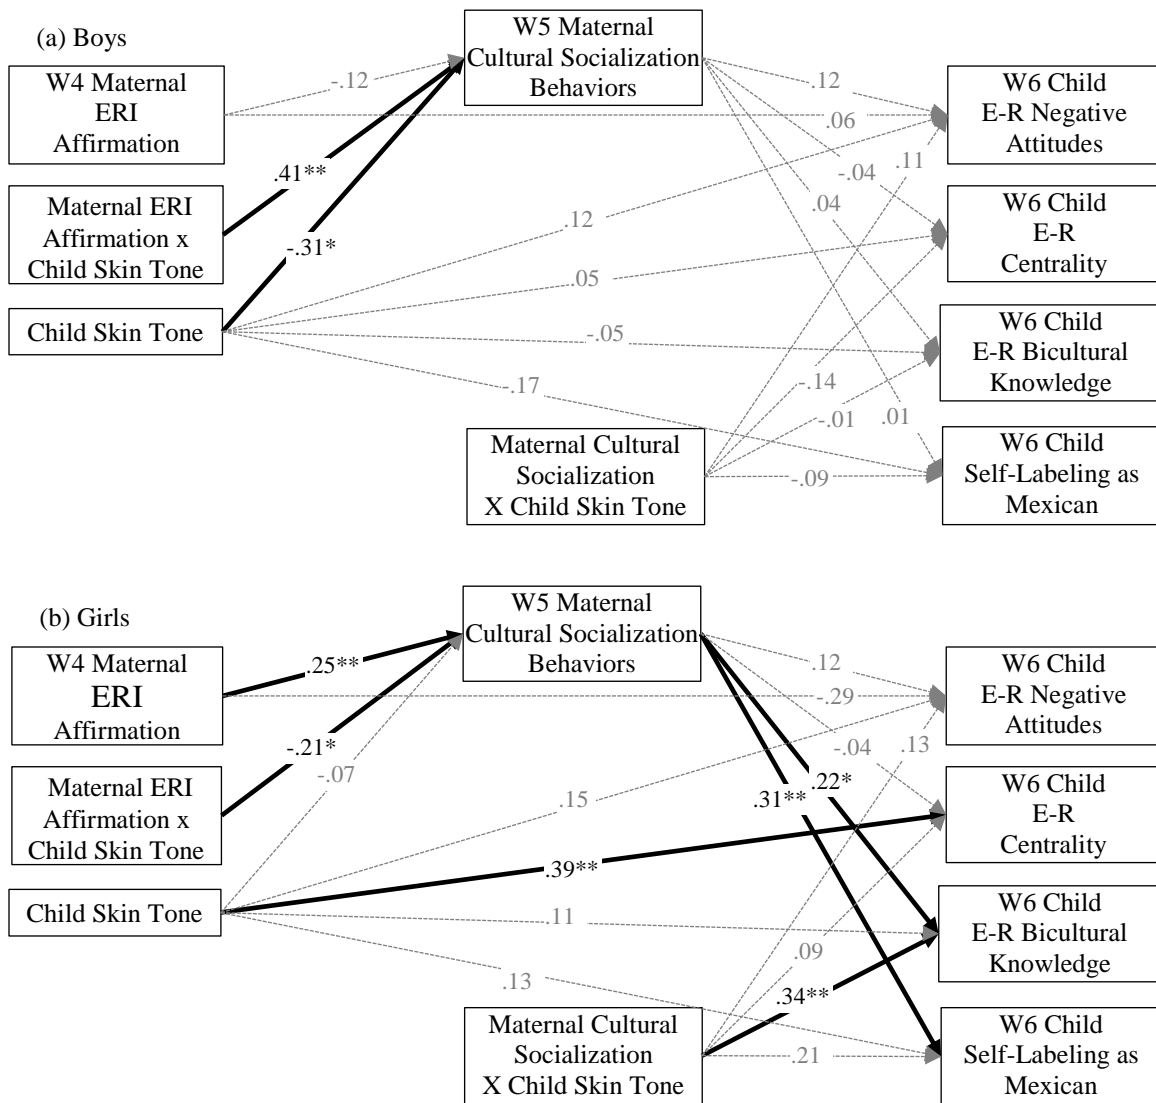 (a) Boys
W4 Maternal
ERI
Affirmation
Maternal ERI
Affirmation x
Child Skin Tone
Child Skin Tone
W5 Maternal
Cultural Socialization
Behaviors
Maternal Cultural
Socialization
X Child Skin Tone
W6 Child
E-R Negative
Attitudes
W6 Child
E-R
Centrality
W6 Child
E-R Bicultural
Knowledge
W6 Child
Self-Labeling as
Mexican
-.12
.41**
-.31*
.12
.06
.11
-.04
.04
.12
.05
-.05
-.14
-.17
-.01
.01
-.09
(b) Girls
W4 Maternal
ERI
Affirmation
Maternal ERI
Affirmation x
Child Skin Tone
Child Skin Tone
W5 Maternal
Cultural Socialization
Behaviors
Maternal Cultural
Socialization
X Child Skin Tone
W6 Child
E-R Negative
Attitudes
W6 Child
E-R
Centrality
W6 Child
E-R Bicultural
Knowledge
W6 Child
Self-Labeling as
Mexican
.25**
-.21*
-.07
.12
-.29
.13
-.04
.22*
.31**
.15
.39**
.11
.09
.13
.34**
.21